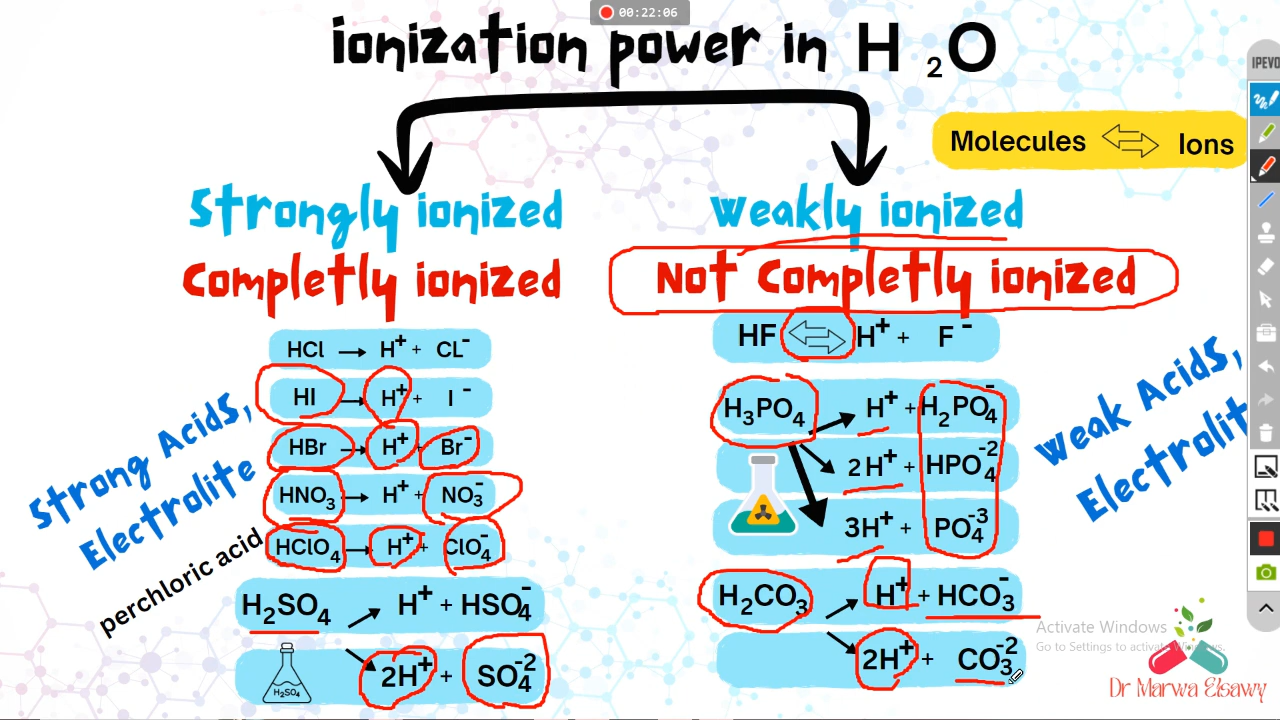 00:22:06
ionization power in H₂O
IPEVO
Molecules ⇔ Ions
Strongly ionized
Completly ionized
HCl → H⁺ + CL⁻
HI → H⁺ + I⁻
HBr → H⁺ + Br⁻
HNO₃ → H⁺ + NO₃⁻
HClO₄ → H⁺ + ClO₄⁻
H₂SO₄ → H⁺ + HSO₄⁻
→ 2H⁺ + SO₄⁻²
H₂SO₄
Strong Acids,
Electrolite
perchloric acid
weakly ionized
Not Completly ionized
HF ⇔ H⁺ + F⁻
H₃PO₄ → H⁺ + H₂PO₄⁻
→ 2H⁺ + HPO₄⁻²
→ 3H⁺ + PO₄⁻³
H₂CO₃ → H⁺ + HCO₃⁻
→ 2H⁺ + CO₃⁻²
weak Acids,
Electrolit
Activate Windows
Go to Settings to activate Windows.
Dr Marwa Elsawy